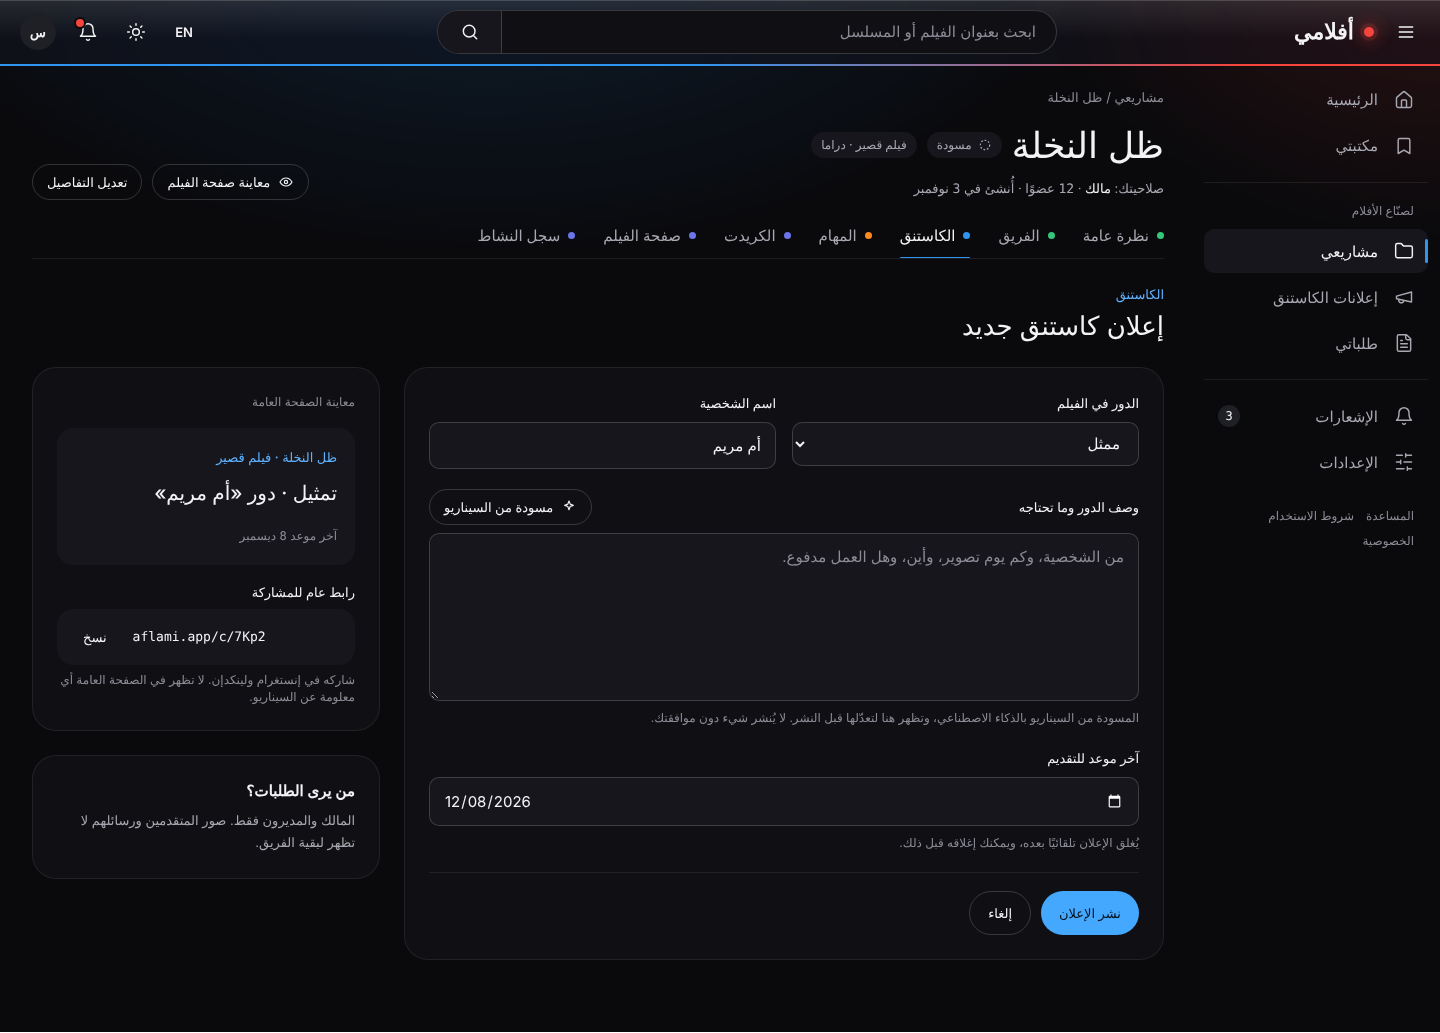 أفلامي
ابحث بعنوان الفيلم أو المسلسل
EN
س
الرئيسية
مكتبتي
لصنّاع الأفلام
مشاريعي
إعلانات الكاستنق
طلباتي
الإشعارات 3
الإعدادات
المساعدة شروط الاستخدام
الخصوصية
مشاريعي / ظل النخلة
ظل النخلة مسودة فيلم قصير · دراما
صلاحيتك: مالك · 12 عضوًا · أُنشئ في 3 نوفمبر
معاينة صفحة الفيلم تعديل التفاصيل
نظرة عامة الفريق الكاستنق المهام الكريدت صفحة الفيلم سجل النشاط
الكاستنق
إعلان كاستنق جديد
الدور في الفيلم اسم الشخصية
ممثل أم مريم
وصف الدور وما تحتاجه مسودة من السيناريو
من الشخصية، وكم يوم تصوير، وأين، وهل العمل مدفوع.
المسودة من السيناريو بالذكاء الاصطناعي، وتظهر هنا لتعدّلها قبل النشر. لا يُنشر شيء دون موافقتك.
آخر موعد للتقديم
12/08/2026
يُغلق الإعلان تلقائيًا بعده، ويمكنك إغلاقه قبل ذلك.
نشر الإعلان إلغاء
معاينة الصفحة العامة
ظل النخلة · فيلم قصير
تمثيل · دور «أم مريم»
آخر موعد 8 ديسمبر
رابط عام للمشاركة
aflami.app/c/7Kp2 نسخ
شاركه في إنستغرام ولينكدإن. لا تظهر في الصفحة العامة أي
معلومة عن السيناريو.
من يرى الطلبات؟
المالك والمديرون فقط. صور المتقدمين ورسائلهم لا
تظهر لبقية الفريق.